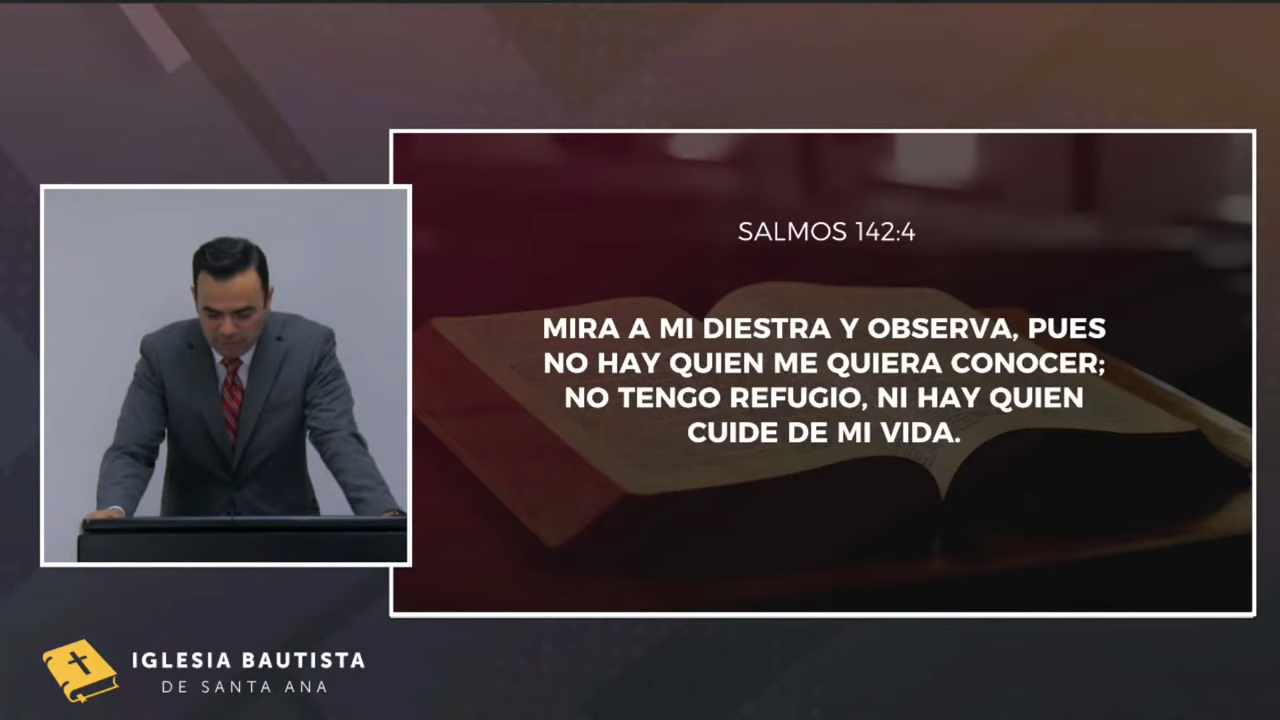 SALMOS 142:4
MIRA A MI DIESTRA Y OBSERVA, PUES
NO HAY QUIEN ME QUIERA CONOCER;
NO TENGO REFUGIO, NI HAY QUIEN
CUIDE DE MI VIDA.
IGLESIA BAUTISTA
DE SANTA ANA